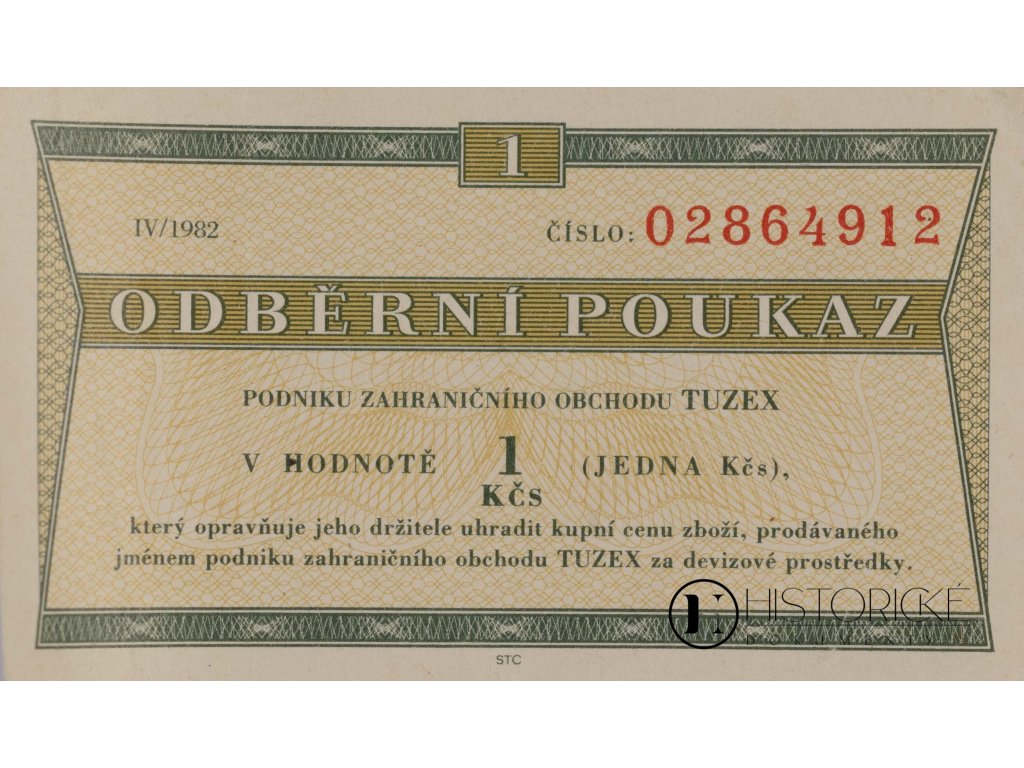 1
IV/1982
ČÍSLO: 02864912
ODBĚRNÍ POUKAZ
PODNIKU ZAHRANIČNÍHO OBCHODU TUZEX
V HODNOTĚ 1 (JEDNA Kčs),
KČS
který opravňuje jeho držitele uhradit kupní cenu zboží, prodávaného
jménem podniku zahraničního obchodu TUZEX za devizové prostředky.
HISTORICKÉ
STC